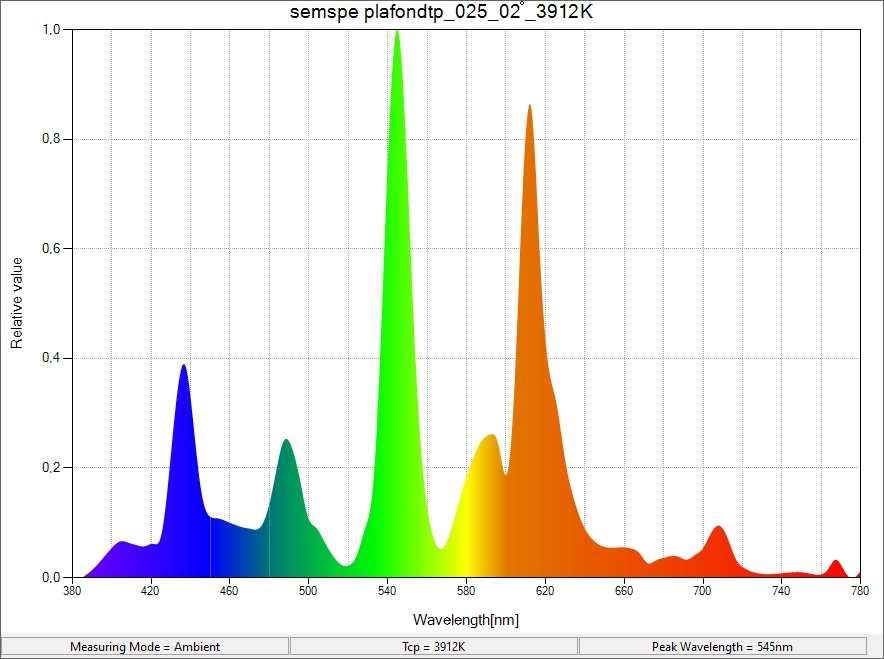 semspe plafondtp_025_02°_3912K
1,0
0,8
0,6
0,4
0,2
0,0
Relative value
380 420 460 500 540 580 620 660 700 740 780
Wavelength[nm]
Measuring Mode = Ambient Tcp = 3912K Peak Wavelength = 545nm